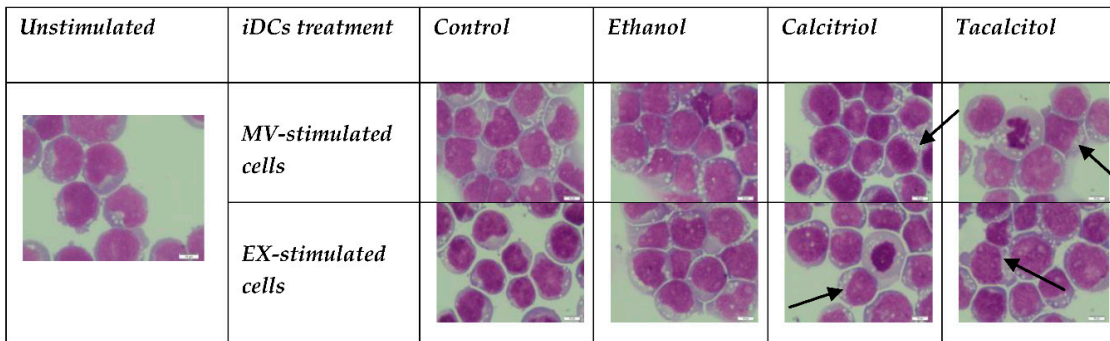 Unstimulated iDCs treatment Control Ethanol Calcitriol Tacalcitol
MV-stimulated
cells
EX-stimulated
cells